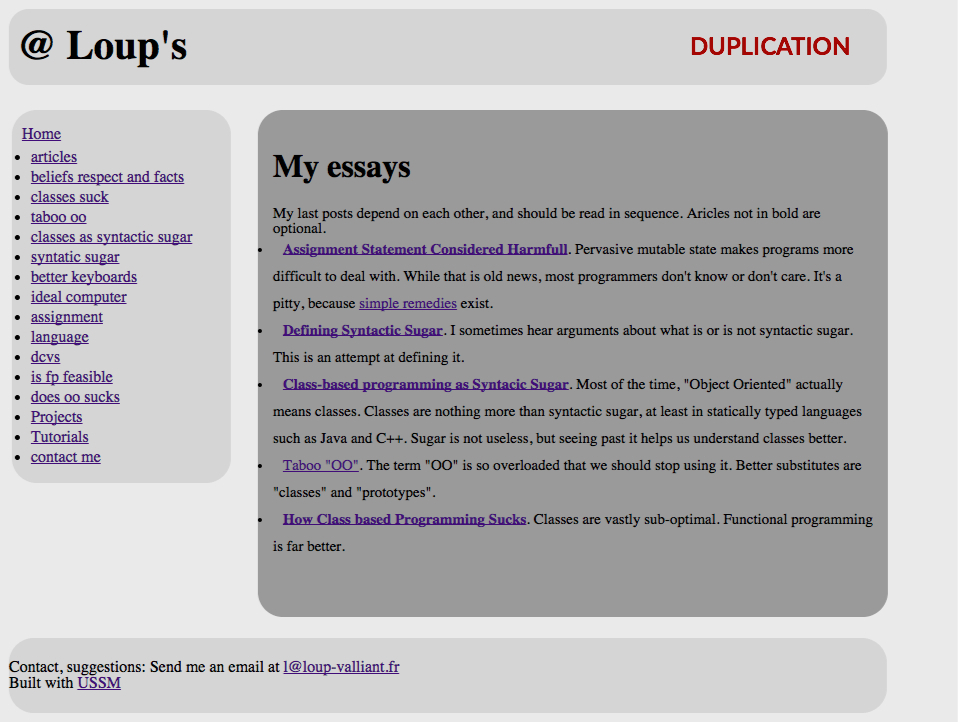 @ Loup's
DUPLICATION
Home
articles
beliefs respect and facts
classes suck
taboo oo
classes as syntactic sugar
syntatic sugar
better keyboards
ideal computer
assignment
language
dcvs
is fp feasible
does oo sucks
Projects
Tutorials
contact me
My essays
My last posts depend on each other, and should be read in sequence. Aricles not in bold are
optional.
Assignment Statement Considered Harmfull. Pervasive mutable state makes programs more
difficult to deal with. While that is old news, most programmers don't know or don't care. It's a
pitty, because simple remedies exist.
Defining Syntactic Sugar. I sometimes hear arguments about what is or is not syntactic sugar.
This is an attempt at defining it.
Class-based programming as Syntacic Sugar. Most of the time, "Object Oriented" actually
means classes. Classes are nothing more than syntactic sugar, at least in statically typed languages
such as Java and C++. Sugar is not useless, but seeing past it helps us understand classes better.
Taboo "OO". The term "OO" is so overloaded that we should stop using it. Better substitutes are
"classes" and "prototypes".
How Class based Programming Sucks. Classes are vastly sub-optimal. Functional programming
is far better.
Contact, suggestions: Send me an email at l@loup-valliant.fr
Built with USSM